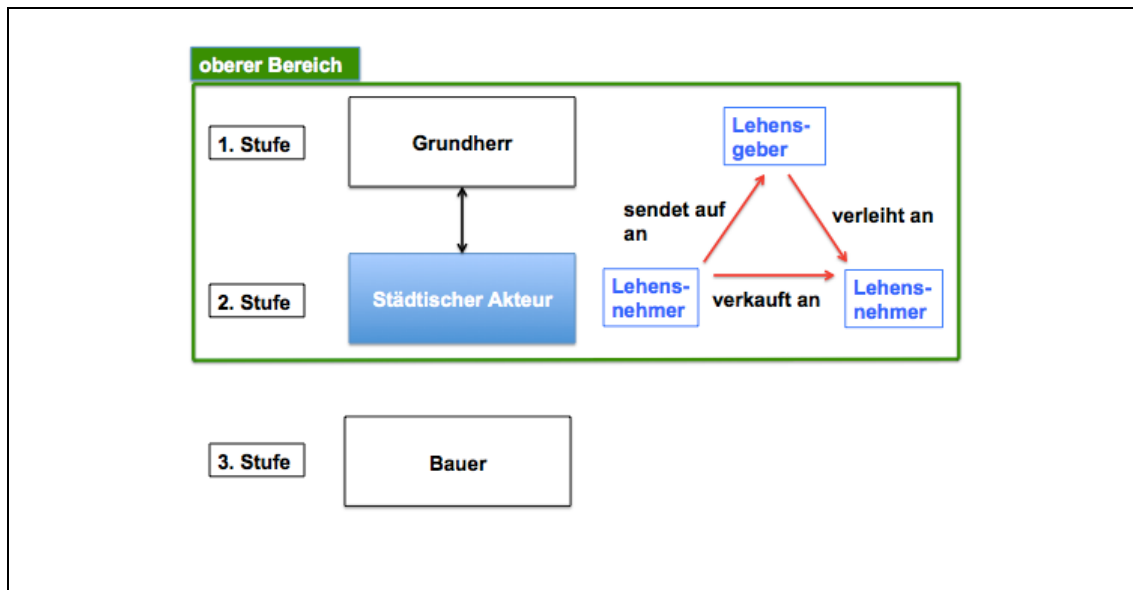 oberer Bereich
1. Stufe
Grundherr
Lehens-
geber
sendet auf
an
verleiht an
2. Stufe
Städtischer Akteur
Lehens-
nehmer
verkauft an
Lehens-
nehmer
3. Stufe
Bauer